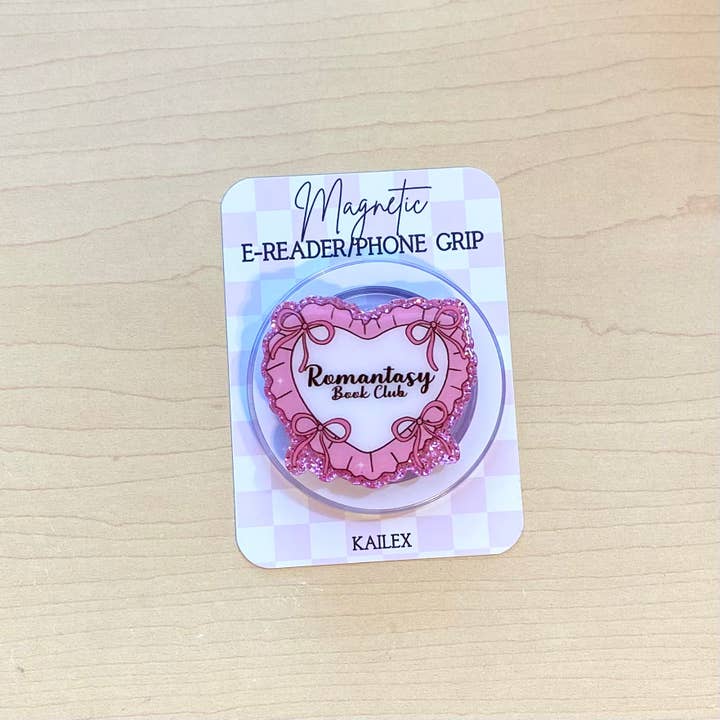 Magnetic
E-READER/PHONE GRIP
Romantasy
Book Club
KAILEX